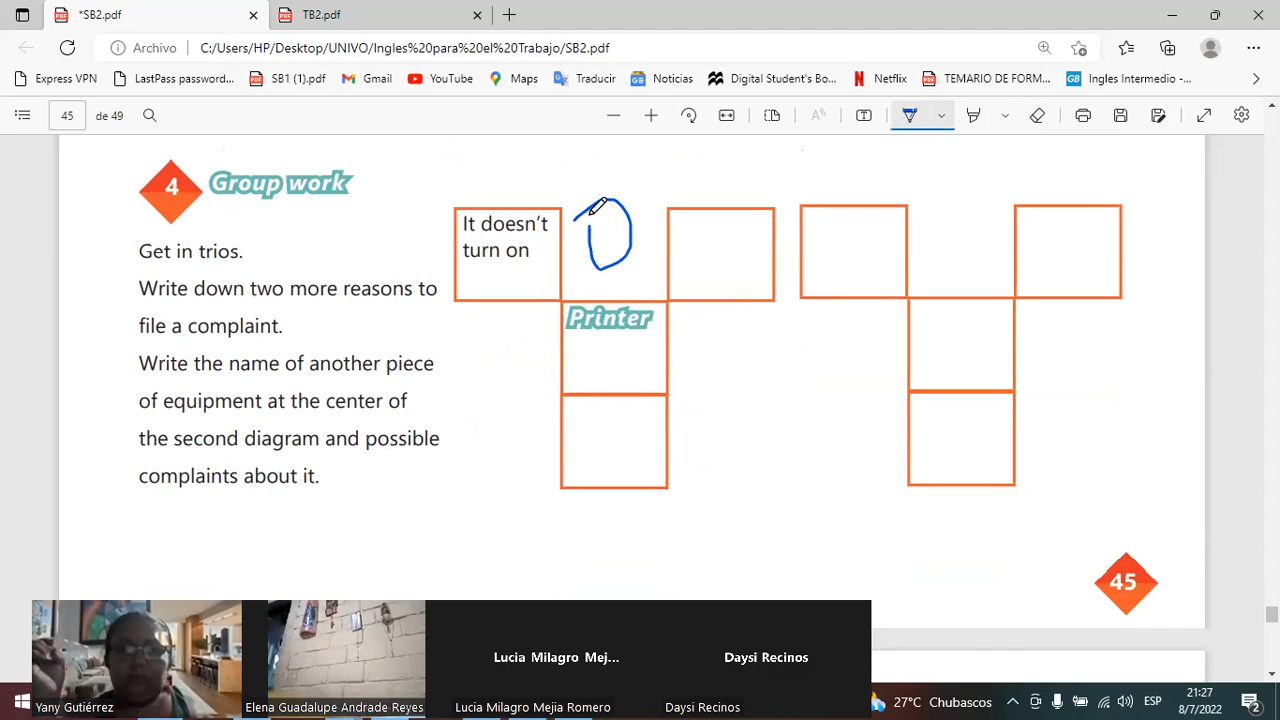 *SB2.pdf
TB2.pdf
Archivo C:/Users/HP/Desktop/UNIVO/Ingles%20para%20el%20Trabajo/SB2.pdf
Express VPN LastPass password... SB1 (1).pdf Gmail YouTube Maps Traducir Noticias Digital Student's Bo... Netflix TEMARIO DE FORM... Ingles Intermedio -...
45 de 49
4 Group work
Get in trios.
Write down two more reasons to
file a complaint.
Write the name of another piece
of equipment at the center of
the second diagram and possible
complaints about it.
It doesn't
turn on
Printer
45
Lucia Milagro Mej... Daysi Recinos
Yany Gutiérrez Elena Guadalupe Andrade Reyes Lucia Milagro Mejia Romero Daysi Recinos
27°C Chubascos ESP 21:27
8/7/2022 2